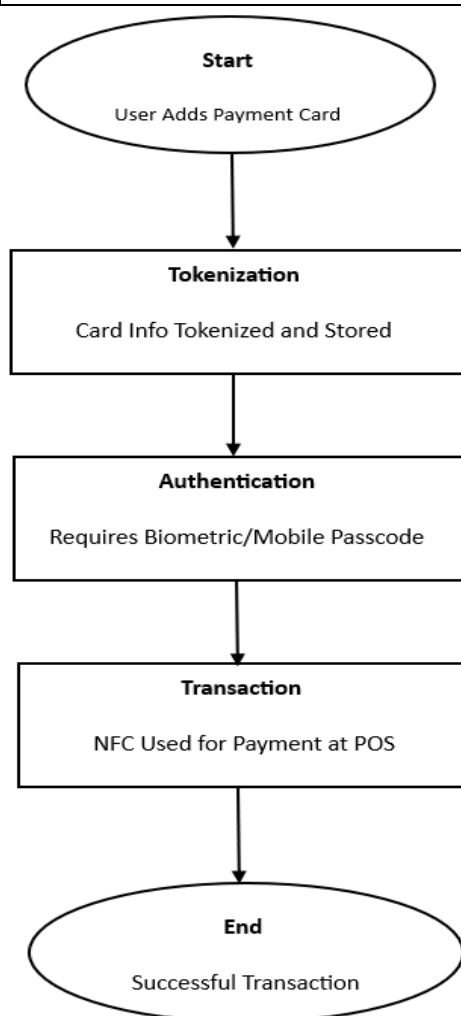 Start
User Adds Payment Card
Tokenization
Card Info Tokenized and Stored
Authentication
Requires Biometric/Mobile Passcode
Transaction
NFC Used for Payment at POS
End
Successful Transaction